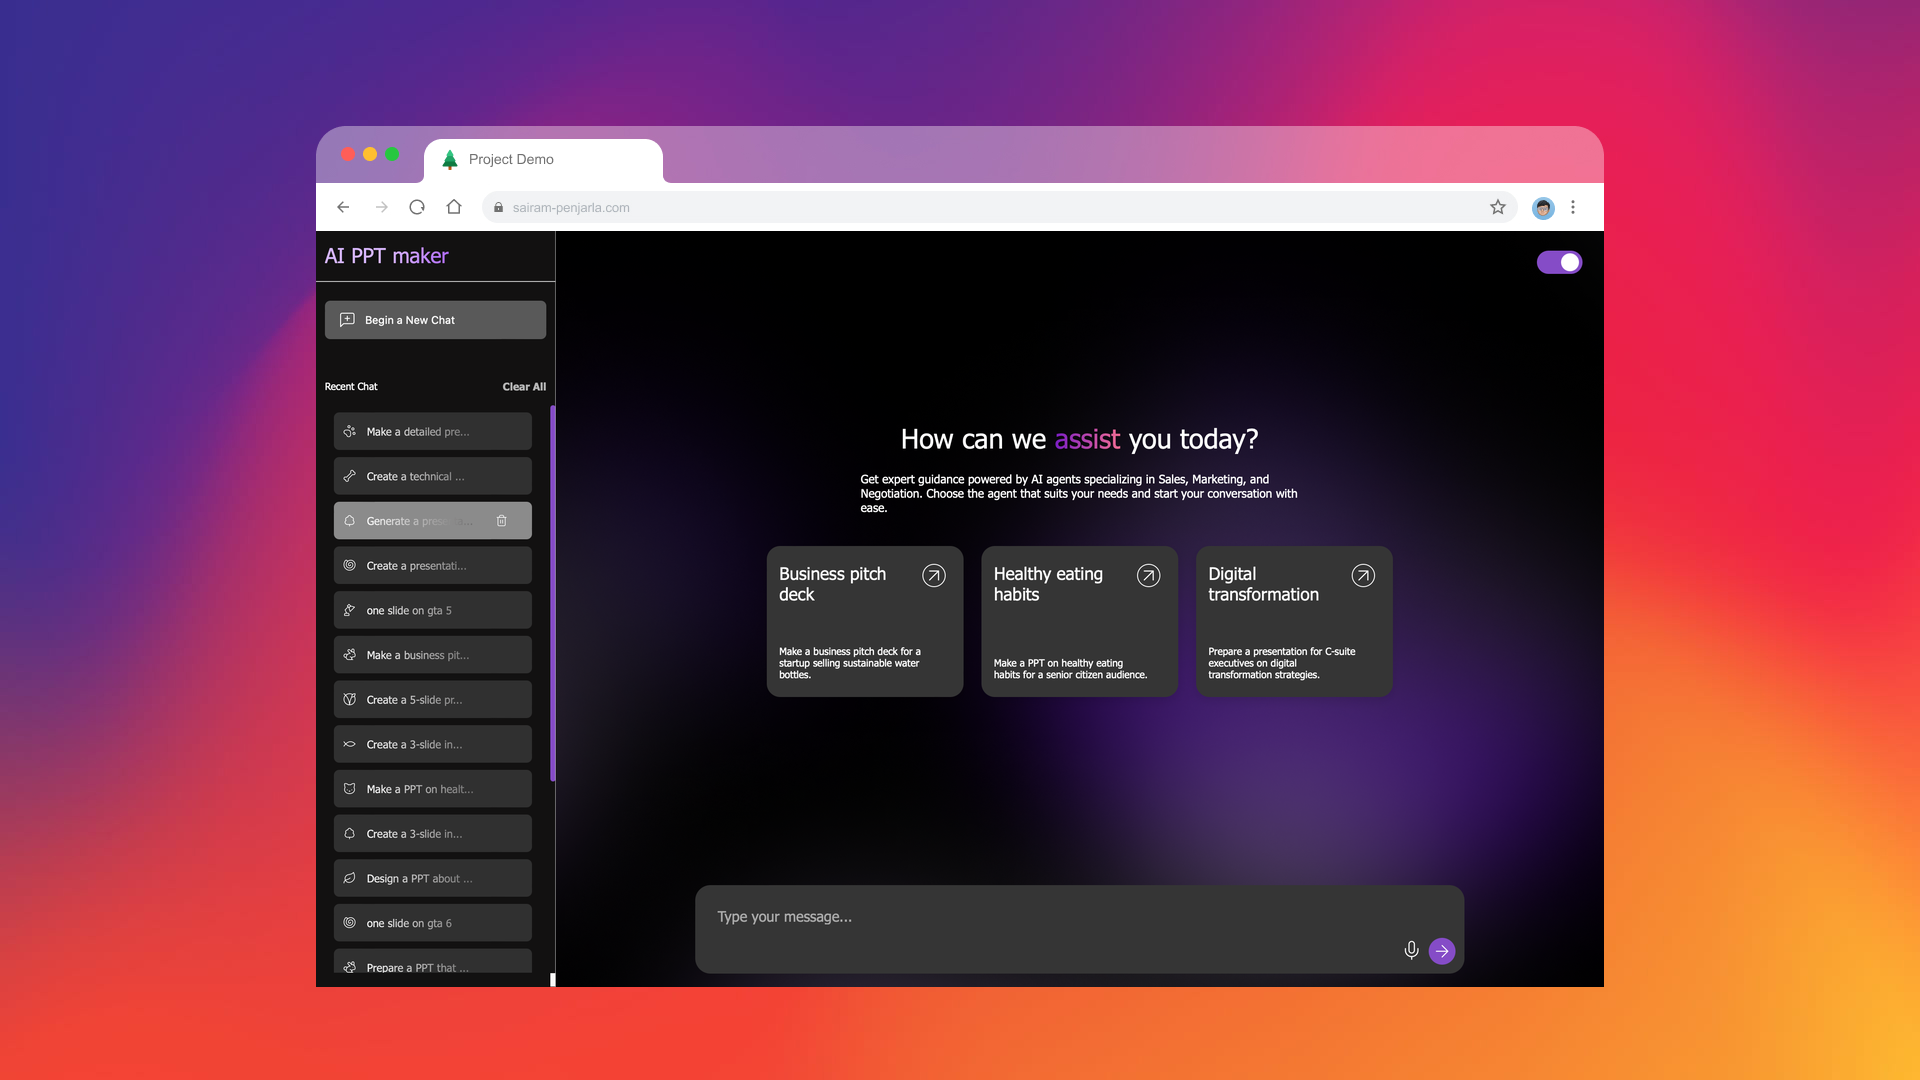 Project Demo
sairam-penjarla.com
AI PPT maker
Begin a New Chat
Recent Chat
Clear All
Make a detailed pre...
Create a technical ...
Generate a presenta...
Create a presentati...
one slide on gta 5
Make a business pit...
Create a 5-slide pr...
Create a 3-slide in...
Make a PPT on healt...
Create a 3-slide in...
Design a PPT about ...
one slide on gta 6
Prepare a PPT that ...
How can we assist you today?
Get expert guidance powered by AI agents specializing in Sales, Marketing, and
Negotiation. Choose the agent that suits your needs and start your conversation with
ease.
Business pitch
deck
Make a business pitch deck for a
startup selling sustainable water
bottles.
Healthy eating
habits
Make a PPT on healthy eating
habits for a senior citizen audience.
Digital
transformation
Prepare a presentation for C-suite
executives on digital
transformation strategies.
Type your message...